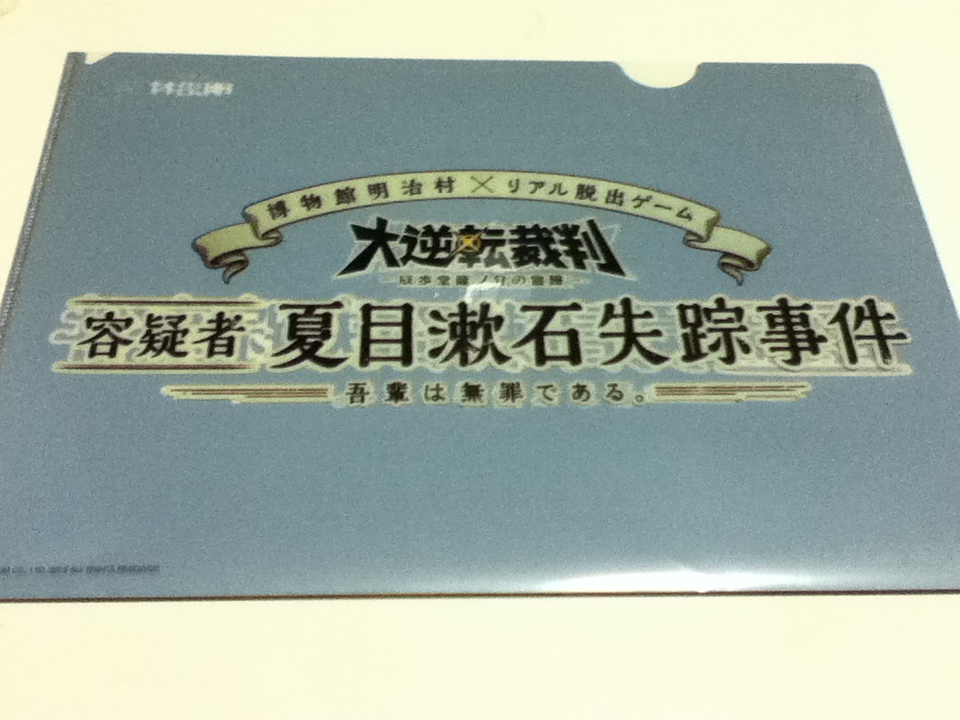 博物館明治村×リアル脱出ゲーム
大逆転裁判
容疑者 夏目漱石失踪事件
吾輩は無罪である。